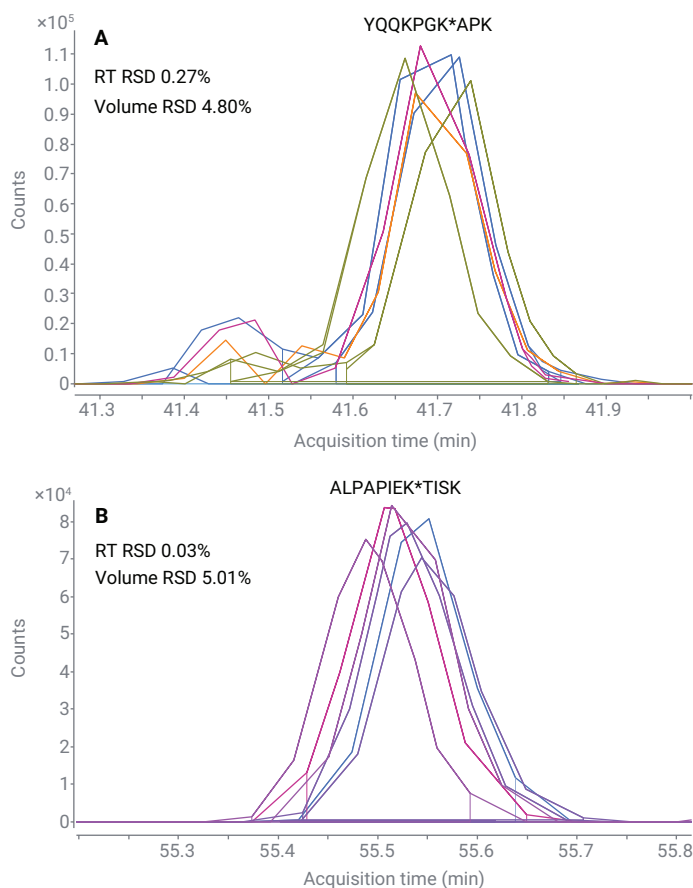 ×10⁵
A
YQQKPGK*APK
RT RSD 0.27%
Volume RSD 4.80%
Counts
1.1
1.0
0.9
0.8
0.7
0.6
0.5
0.4
0.3
0.2
0.1
0
41.3 41.4 41.5 41.6 41.7 41.8 41.9
Acquisition time (min)
×10⁴
B
ALPAPIEK*TISK
RT RSD 0.03%
Volume RSD 5.01%
Counts
8
7
6
5
4
3
2
1
0
55.3 55.4 55.5 55.6 55.7 55.8
Acquisition time (min)